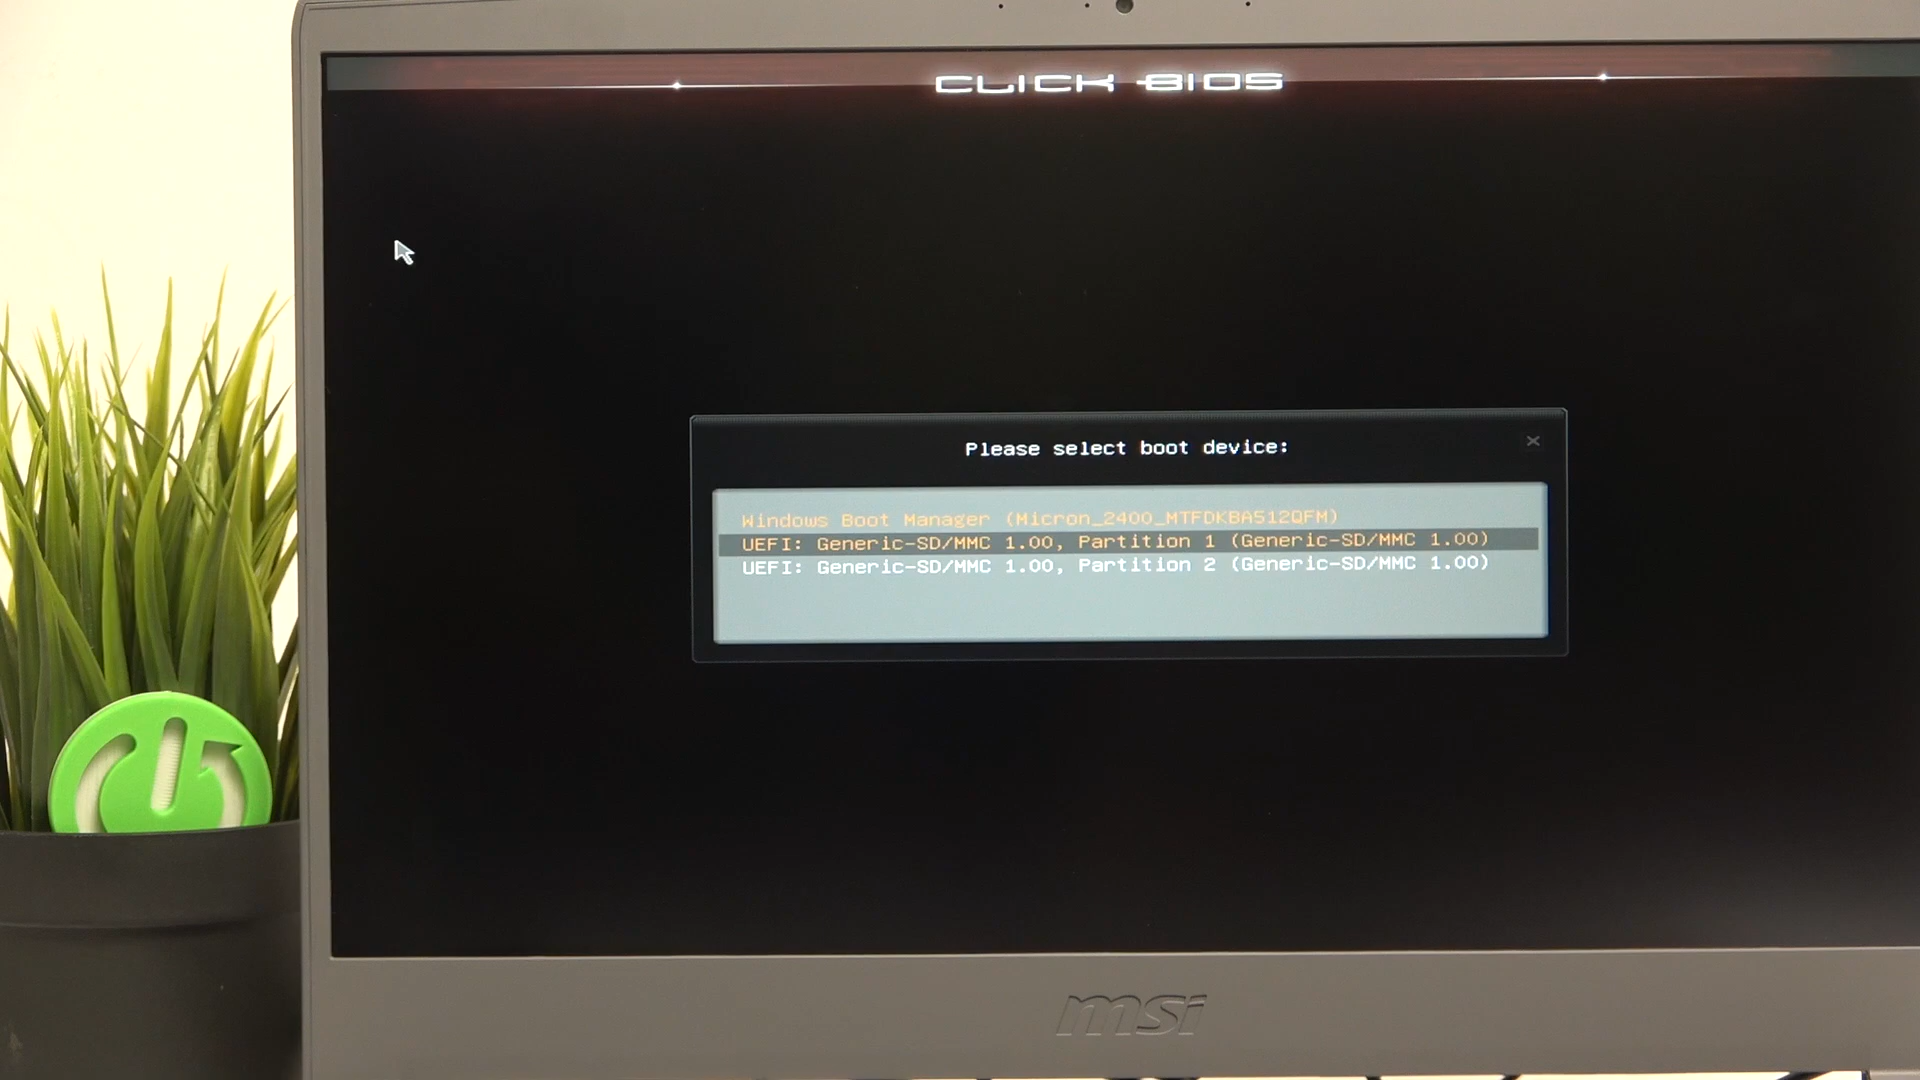 CLICK BIOS
Please select boot device:
Windows Boot Manager (Micron_2400_MTFDKBA512QFM)
UEFI: Generic-SD/MMC 1.00, Partition 1 (Generic-SD/MMC 1.00)
UEFI: Generic-SD/MMC 1.00, Partition 2 (Generic-SD/MMC 1.00)
msi